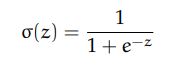 σ(z) = 1 / (1 + e^{−z})